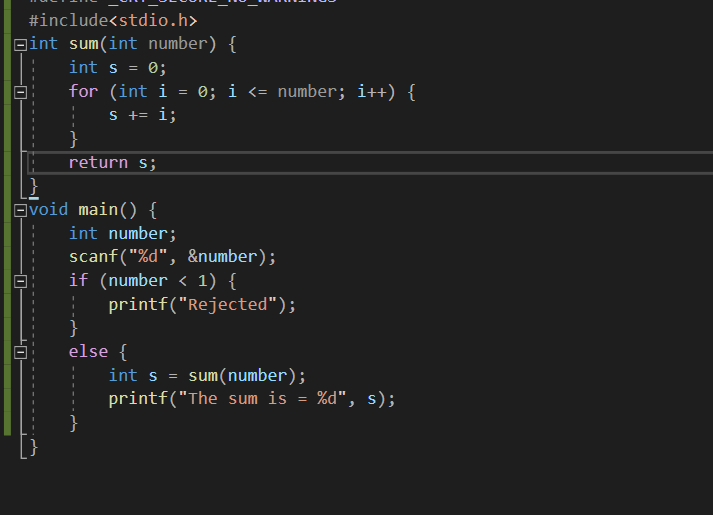 #define _CRT_SECURE_NO_WARNINGS
#include<stdio.h>
int sum(int number) {
    int s = 0;
    for (int i = 0; i <= number; i++) {
        s += i;
    }
    return s;
}
void main() {
    int number;
    scanf("%d", &number);
    if (number < 1) {
        printf("Rejected");
    }
    else {
        int s = sum(number);
        printf("The sum is = %d", s);
    }
}